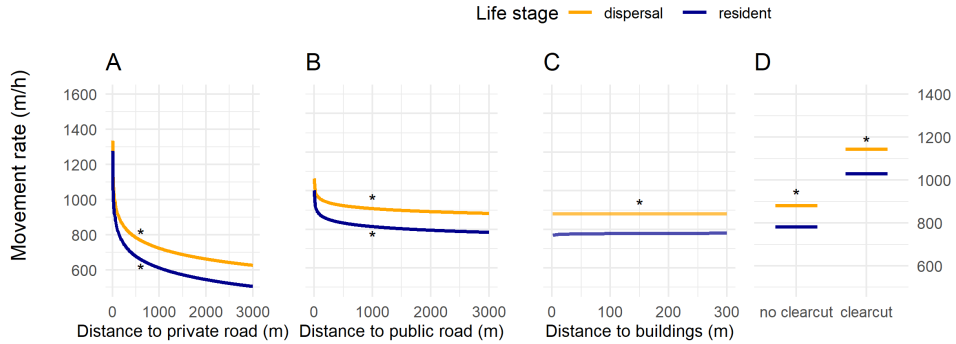 Life stage dispersal resident
A B C D
Movement rate (m/h)
1600
1400
1200
1000
800
600
* * * * * * *
1400
1200
1000
800
600
0 1000 2000 3000 0 1000 2000 3000 0 100 200 300 no clearcut clearcut
Distance to private road (m) Distance to public road (m) Distance to buildings (m)